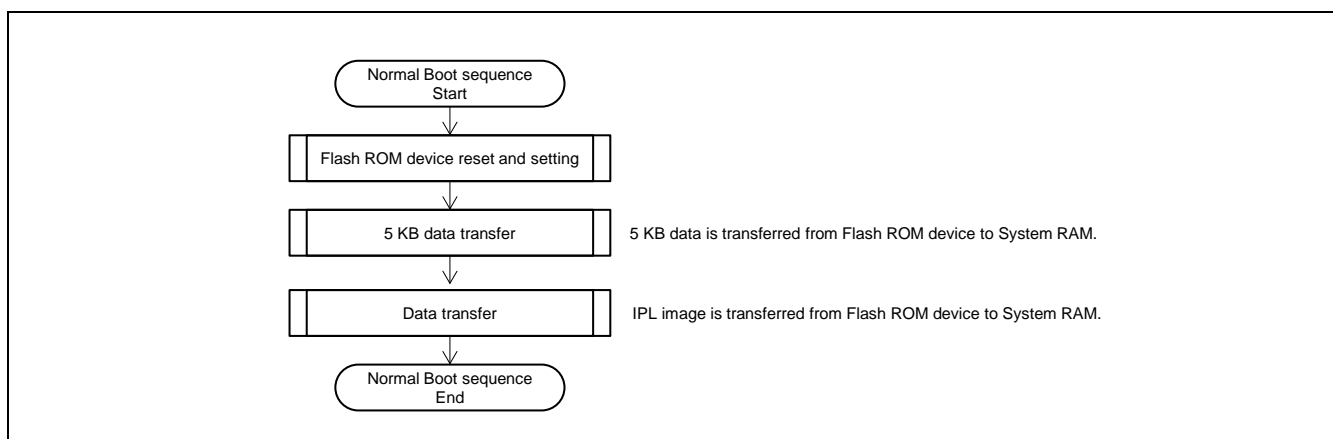 Normal Boot sequence
Start
Flash ROM device reset and setting
5 KB data transfer
5 KB data is transferred from Flash ROM device to System RAM.
Data transfer
IPL image is transferred from Flash ROM device to System RAM.
Normal Boot sequence
End